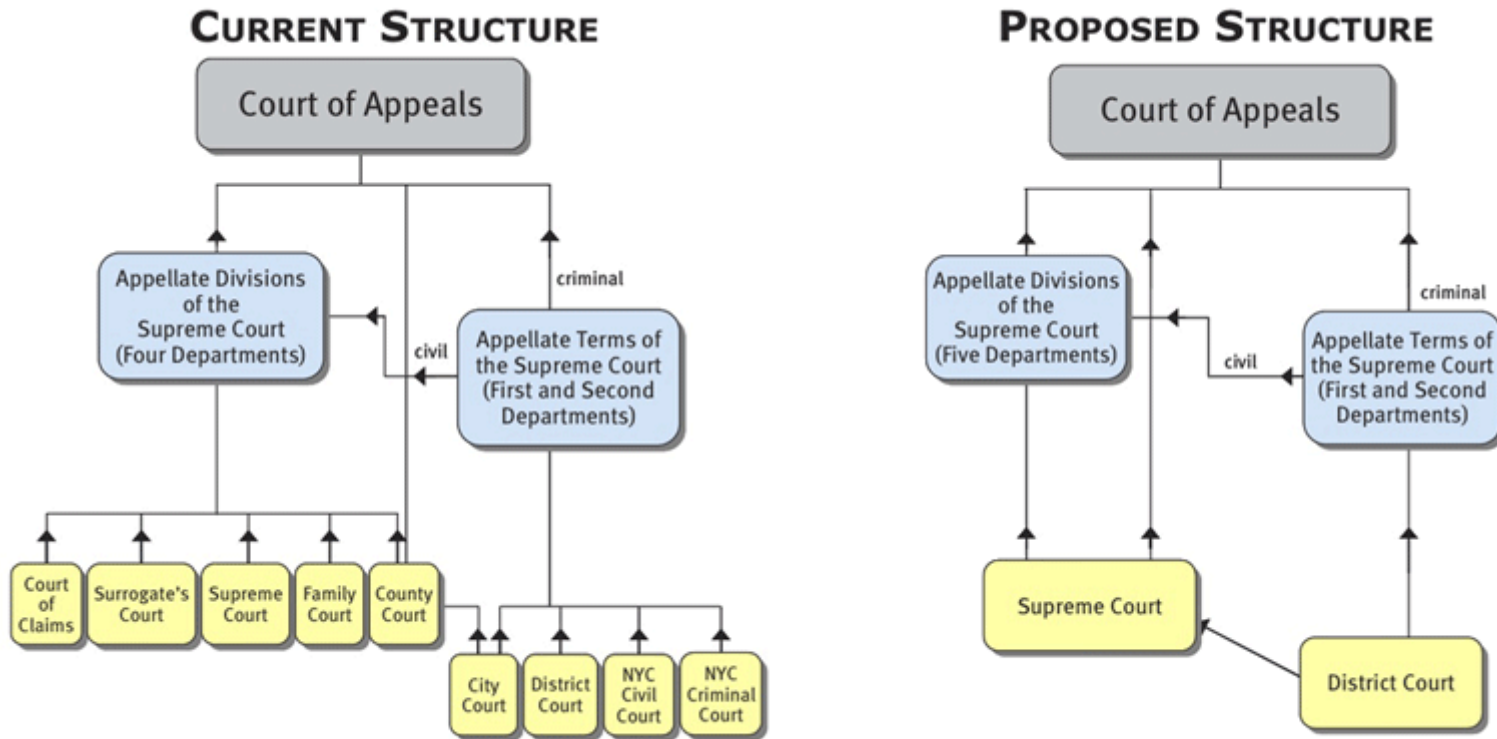 CURRENT STRUCTURE
Court of Appeals
Appellate Divisions
of the
Supreme Court
(Four Departments)
criminal
civil
Appellate Terms of
the Supreme Court
(First and Second
Departments)
Court
of
Claims
Surrogate's
Court
Supreme
Court
Family
Court
County
Court
City
Court
District
Court
NYC
Civil
Court
NYC
Criminal
Court
PROPOSED STRUCTURE
Court of Appeals
Appellate Divisions
of the
Supreme Court
(Five Departments)
criminal
civil
Appellate Terms of
the Supreme Court
(First and Second
Departments)
Supreme Court
District Court